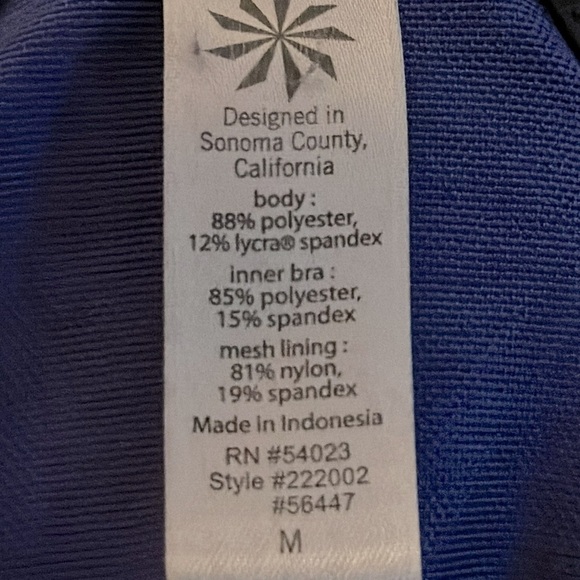 Designed in
Sonoma County,
California
body :
88% polyester,
12% lycra® spandex
inner bra :
85% polyester,
15% spandex
mesh lining :
81% nylon,
19% spandex
Made in Indonesia
RN #54023
Style #222002
#56447
M